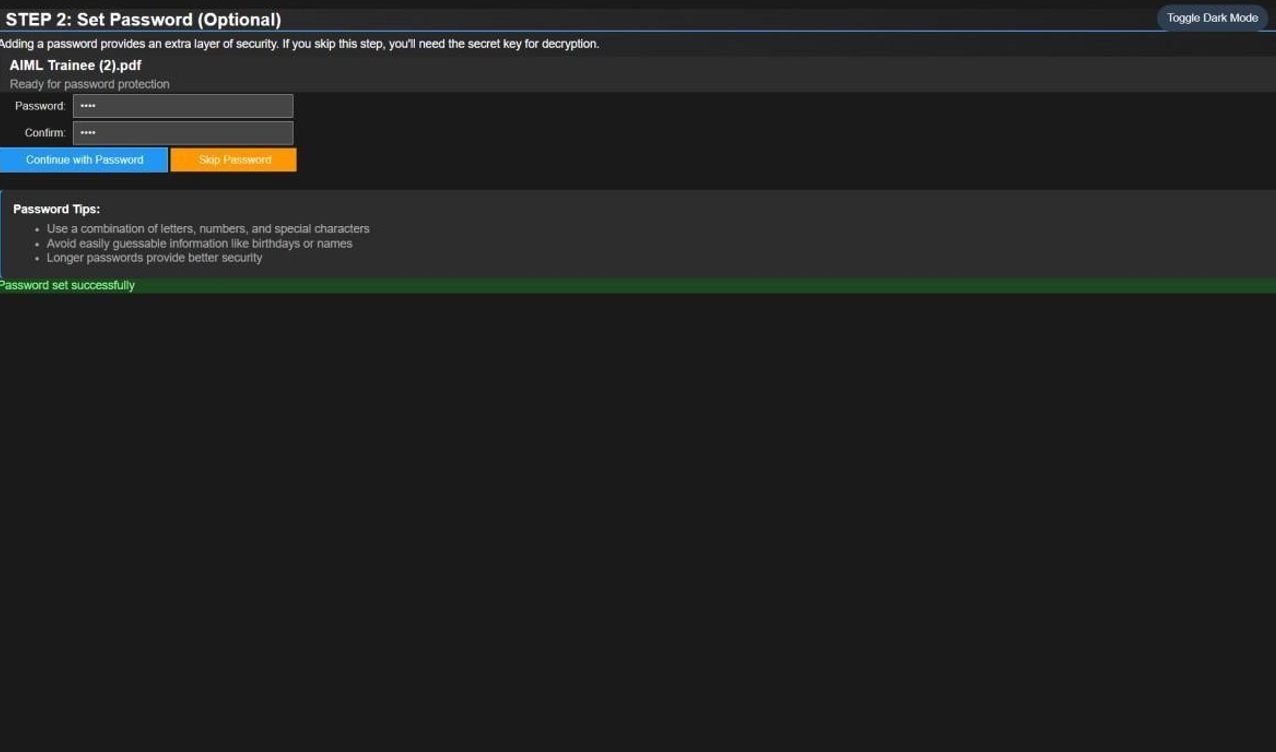 STEP 2: Set Password (Optional)
Toggle Dark Mode
Adding a password provides an extra layer of security. If you skip this step, you'll need the secret key for decryption.
AIML Trainee (2).pdf
Ready for password protection
Password: ••••
Confirm: ••••
Continue with Password Skip Password
Password Tips:
• Use a combination of letters, numbers, and special characters
• Avoid easily guessable information like birthdays or names
• Longer passwords provide better security
Password set successfully